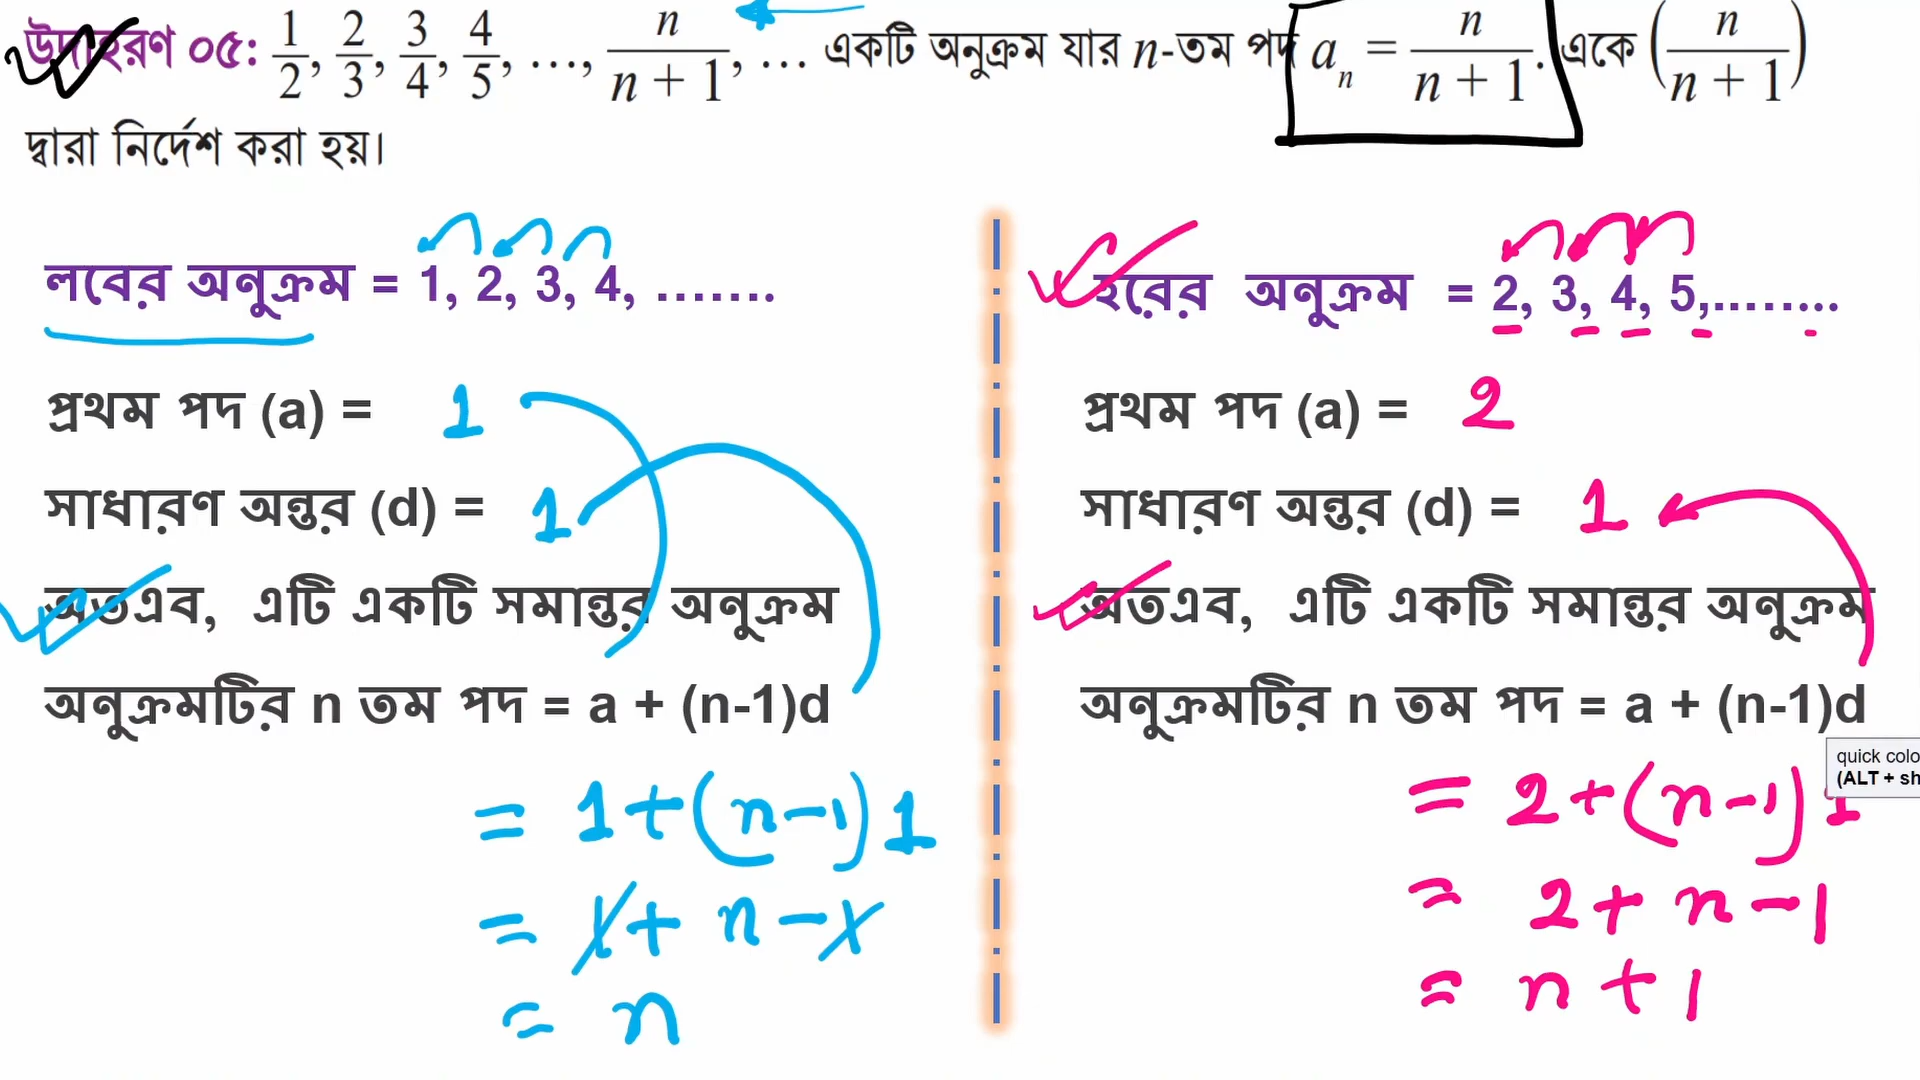 উদাহরণ ০৫: 1/2, 2/3, 3/4, 4/5, ..., n/(n + 1), ... একটি অনুক্রম যার n-তম পদ a_n = n/(n + 1). একে (n/(n + 1))
দ্বারা নির্দেশ করা হয়।
লবের অনুক্রম = 1, 2, 3, 4, .......
প্রথম পদ (a) = 1
সাধারণ অন্তর (d) = 1
অতএব, এটি একটি সমান্তর অনুক্রম
অনুক্রমটির n তম পদ = a + (n-1)d
= 1+(n-1)1
= 1+ n-1
= n
হরের অনুক্রম = 2, 3, 4, 5,........
প্রথম পদ (a) = 2
সাধারণ অন্তর (d) = 1
অতএব, এটি একটি সমান্তর অনুক্রম
অনুক্রমটির n তম পদ = a + (n-1)d
= 2+(n-1)1
= 2+ n-1
= n+1
quick colo
(ALT + sh